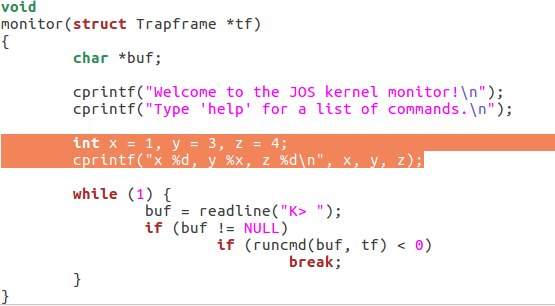 void
monitor(struct Trapframe *tf)
{
        char *buf;

        cprintf("Welcome to the JOS kernel monitor!\n");
        cprintf("Type 'help' for a list of commands.\n");

        int x = 1, y = 3, z = 4;
        cprintf("x %d, y %x, z %d\n", x, y, z);

        while (1) {
                buf = readline("K> ");
                if (buf != NULL)
                        if (runcmd(buf, tf) < 0)
                                break;
        }
}